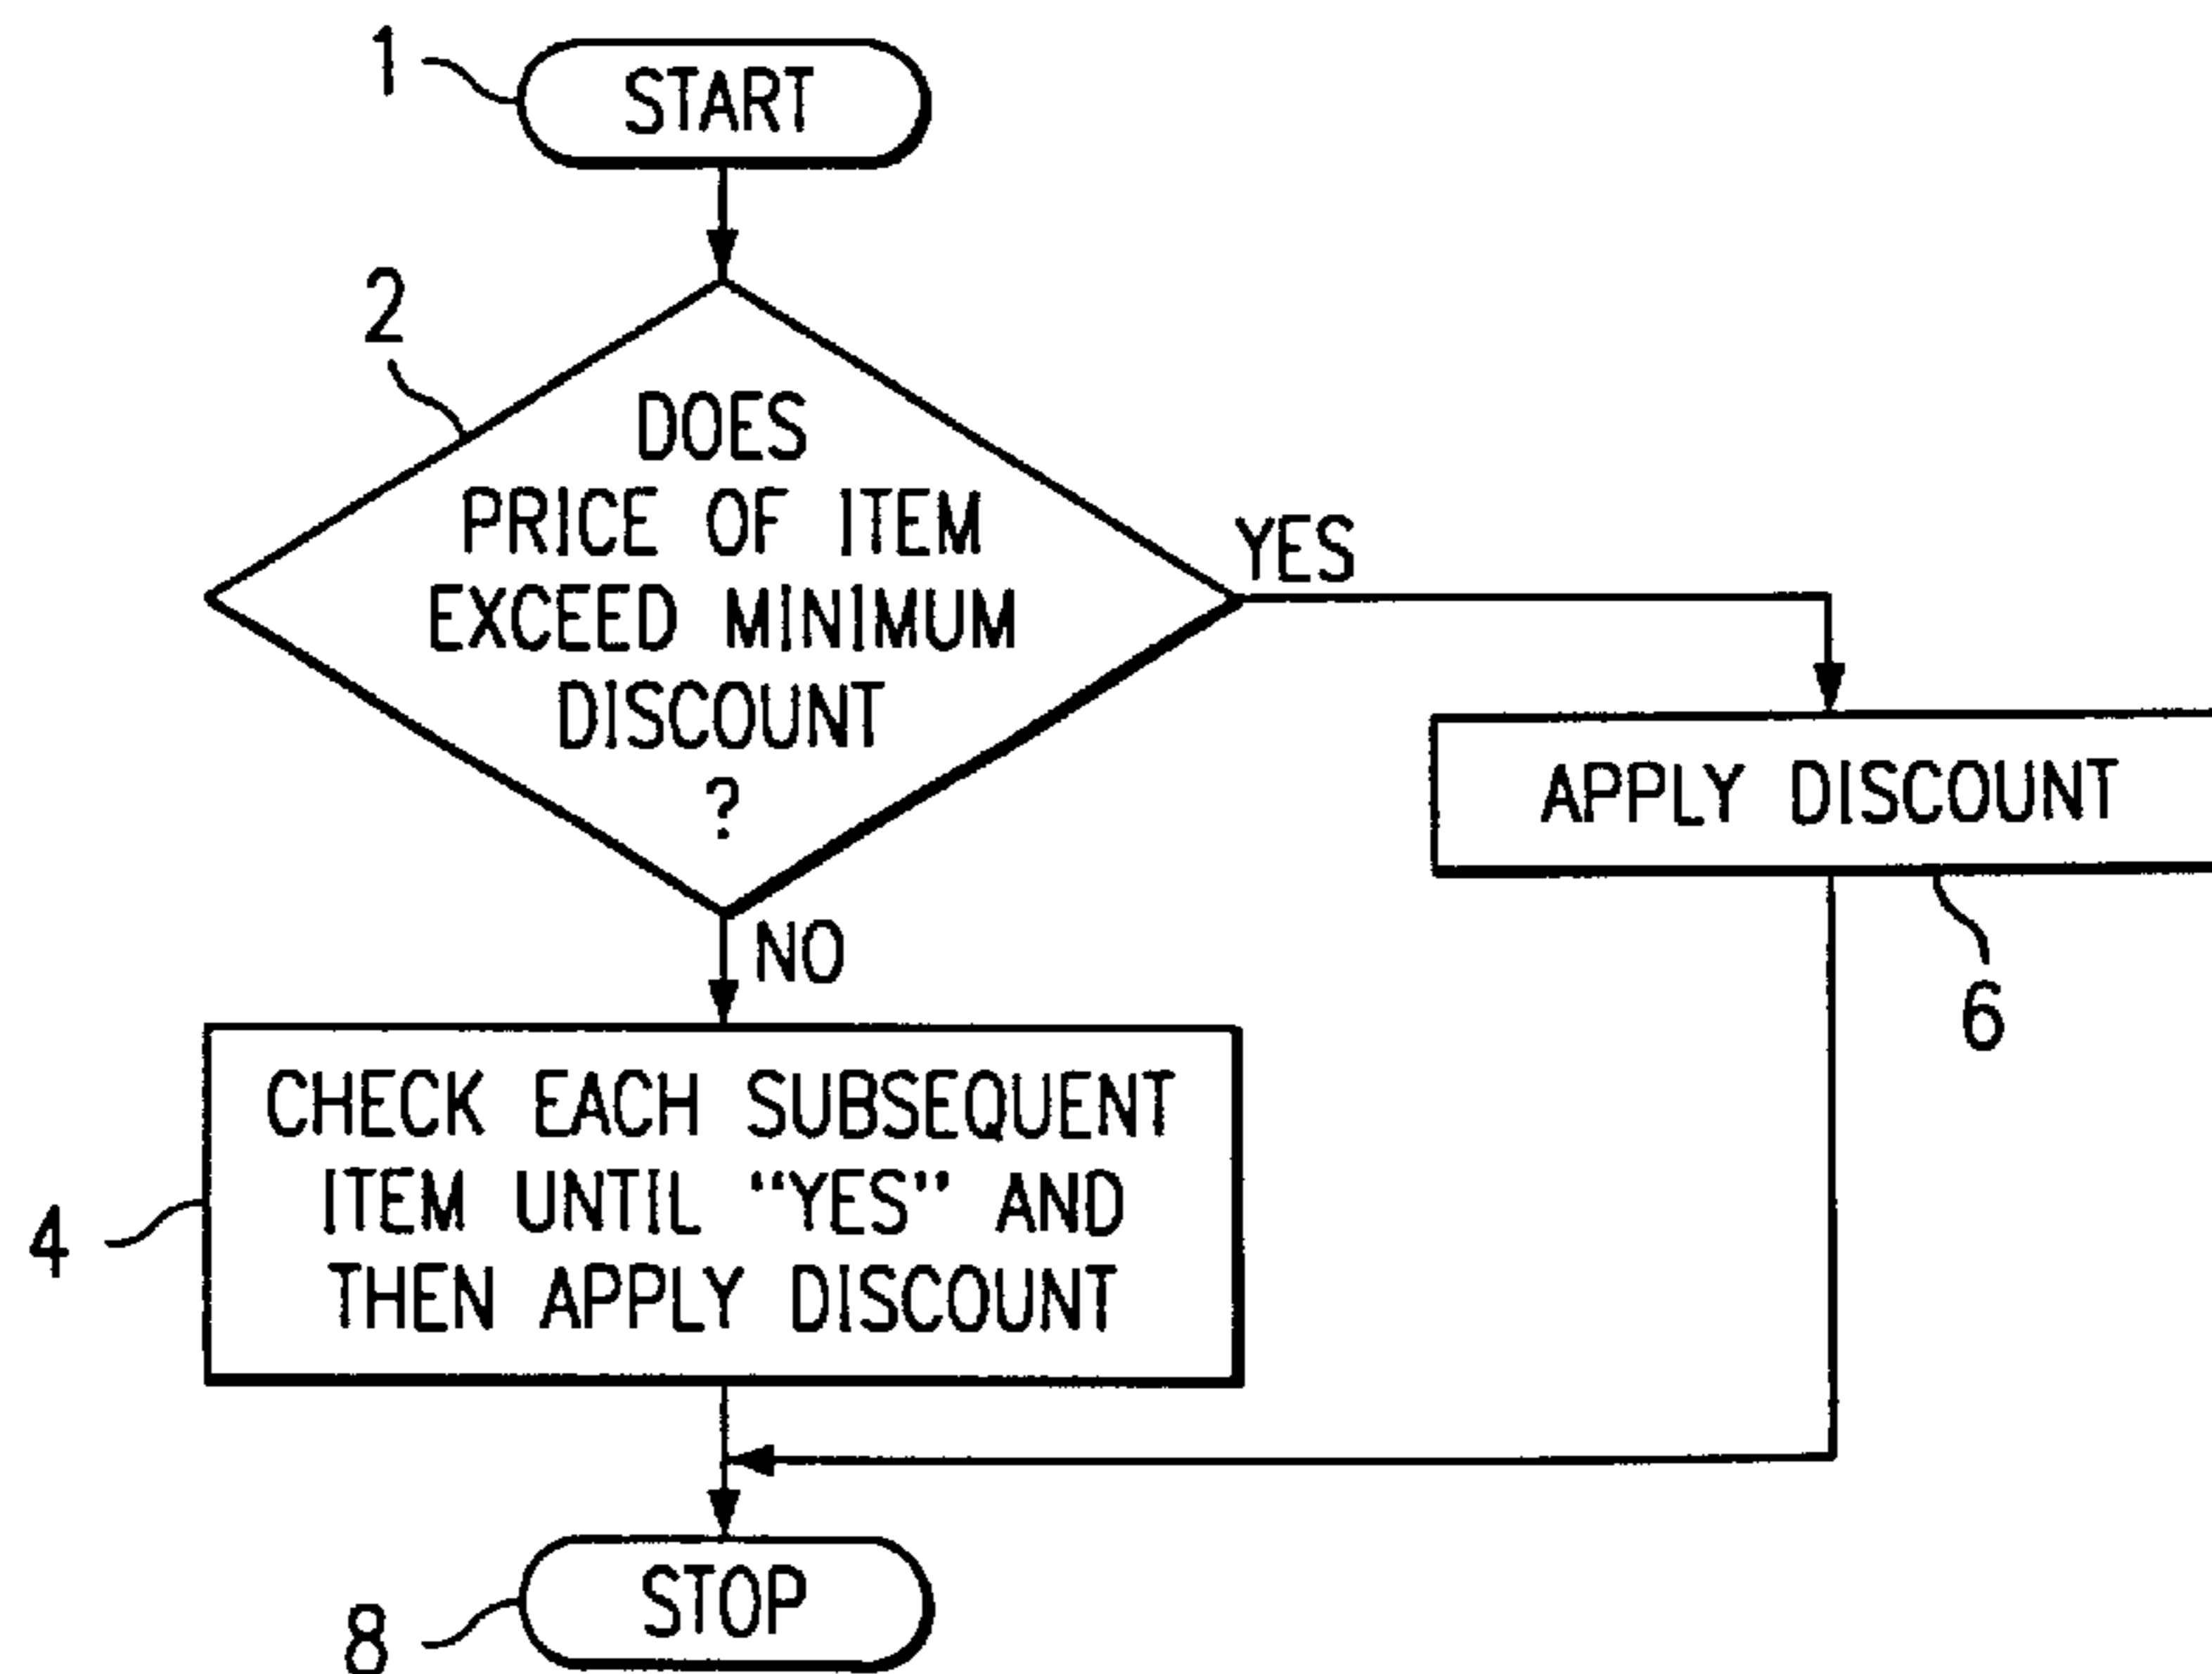 1
START
2
DOES
PRICE OF ITEM
EXCEED MINIMUM
DISCOUNT
?
YES
APPLY DISCOUNT
6
NO
CHECK EACH SUBSEQUENT
ITEM UNTIL “YES” AND
THEN APPLY DISCOUNT
4
STOP
8